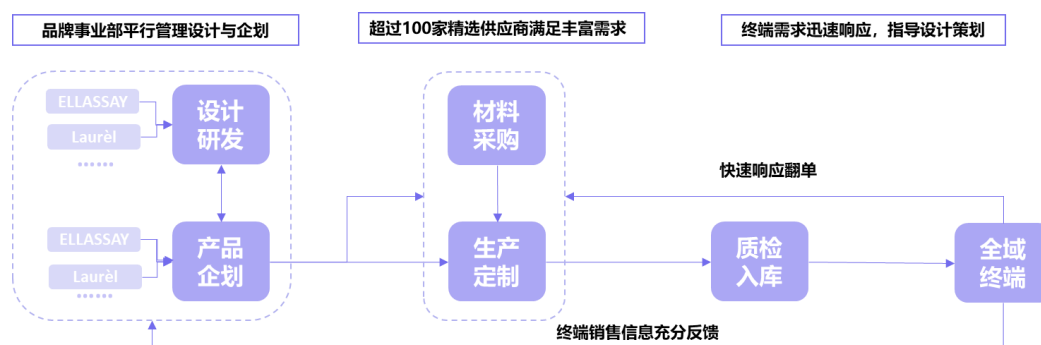 品牌事业部平行管理设计与企划
超过100家精选供应商满足丰富需求
终端需求迅速响应，指导设计策划
ELLASSAY
Laurèl
······
设计
研发
材料
采购
快速响应翻单
ELLASSAY
Laurèl
······
产品
企划
生产
定制
质检
入库
全域
终端
终端销售信息充分反馈